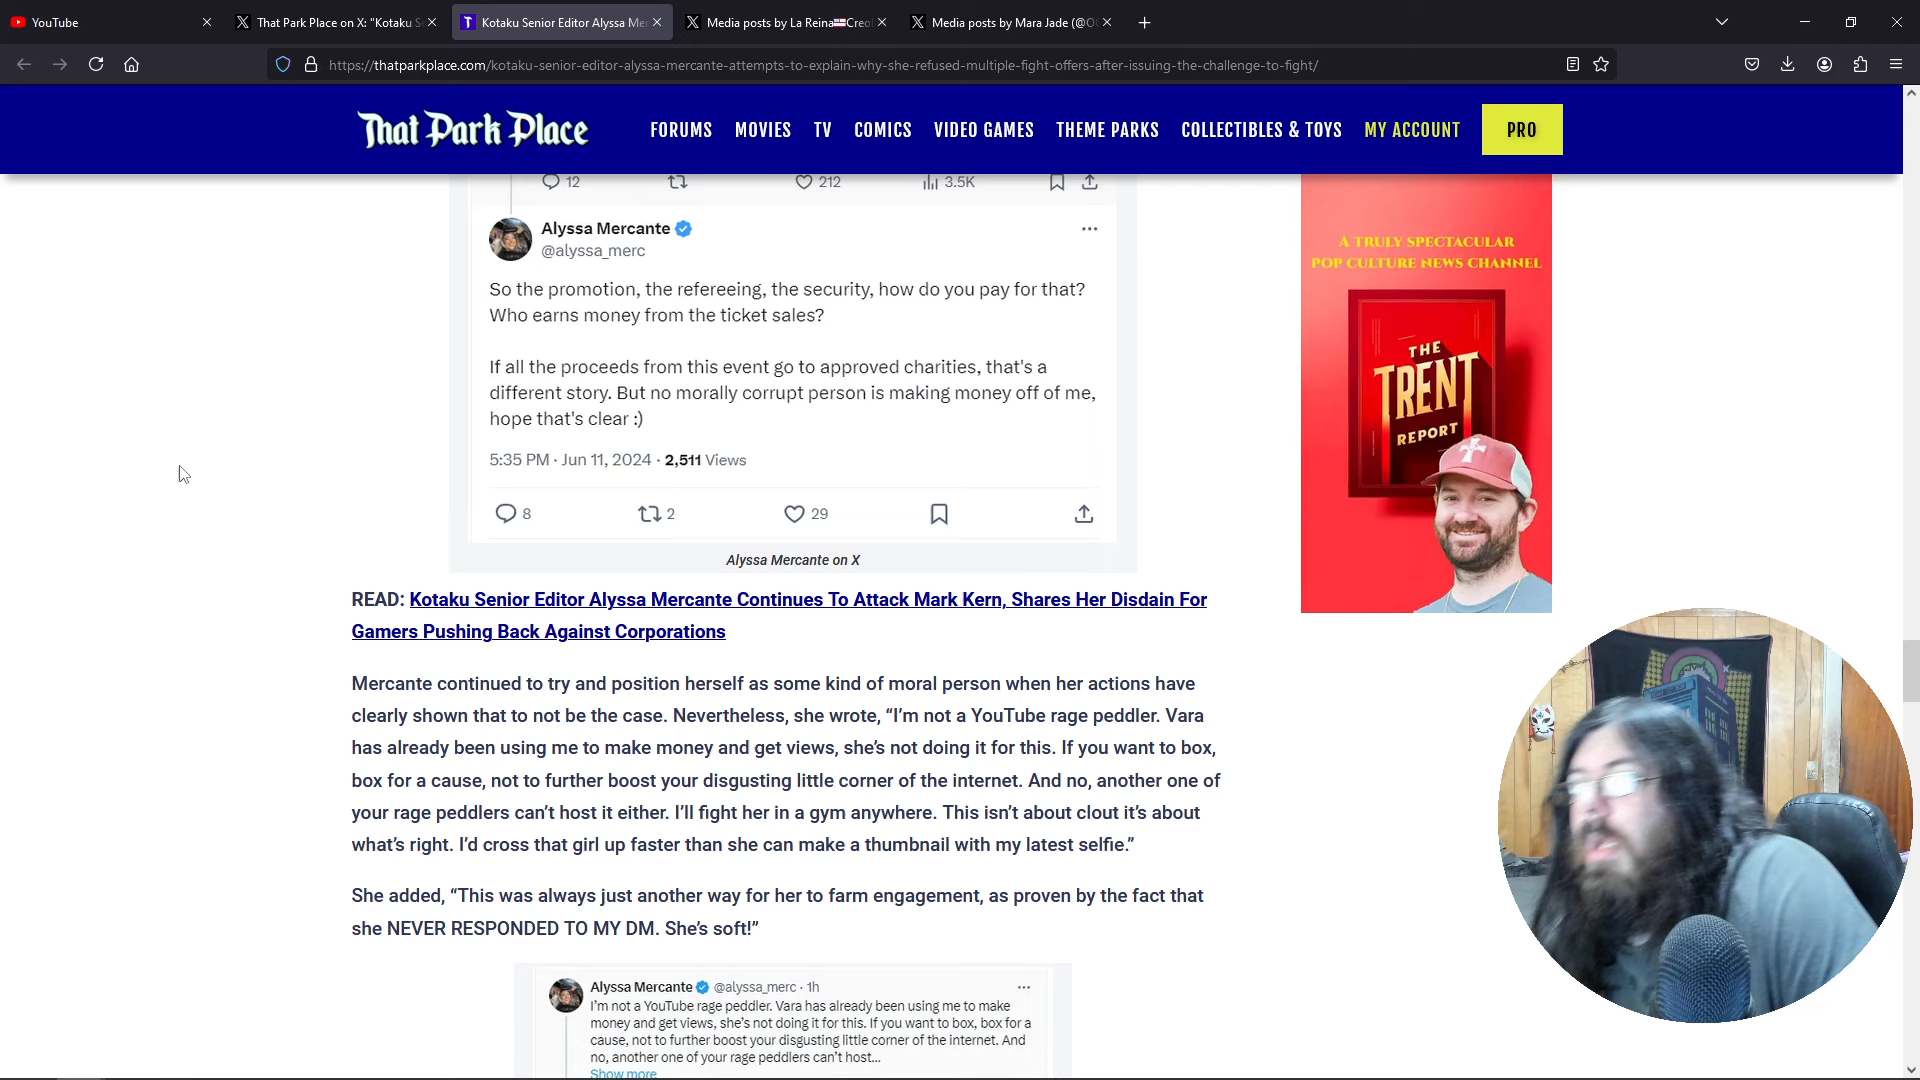 YouTube
That Park Place on X: "Kotaku S
Kotaku Senior Editor Alyssa Me
Media posts by La Reina Creol
Media posts by Mara Jade (@OC
https://thatparkplace.com/kotaku-senior-editor-alyssa-mercante-attempts-to-explain-why-she-refused-multiple-fight-offers-after-issuing-the-challenge-to-fight/
That Park Place
FORUMS
MOVIES
TV
COMICS
VIDEO GAMES
THEME PARKS
COLLECTIBLES & TOYS
MY ACCOUNT
PRO
12
212
3.5K
Alyssa Mercante
@alyssa_merc
So the promotion, the refereeing, the security, how do you pay for that?
Who earns money from the ticket sales?
If all the proceeds from this event go to approved charities, that's a
different story. But no morally corrupt person is making money off of me,
hope that's clear :)
5:35 PM · Jun 11, 2024 · 2,511 Views
8
2
29
Alyssa Mercante on X
A TRULY SPECTACULAR
POP CULTURE NEWS CHANNEL
THE
TRENT
REPORT
READ: Kotaku Senior Editor Alyssa Mercante Continues To Attack Mark Kern, Shares Her Disdain For
Gamers Pushing Back Against Corporations
Mercante continued to try and position herself as some kind of moral person when her actions have
clearly shown that to not be the case. Nevertheless, she wrote, “I’m not a YouTube rage peddler. Vara
has already been using me to make money and get views, she’s not doing it for this. If you want to box,
box for a cause, not to further boost your disgusting little corner of the internet. And no, another one of
your rage peddlers can’t host it either. I’ll fight her in a gym anywhere. This isn’t about clout it’s about
what’s right. I’d cross that girl up faster than she can make a thumbnail with my latest selfie.”
She added, “This was always just another way for her to farm engagement, as proven by the fact that
she NEVER RESPONDED TO MY DM. She’s soft!”
Alyssa Mercante @alyssa_merc · 1h
I’m not a YouTube rage peddler. Vara has already been using me to make
money and get views, she’s not doing it for this. If you want to box, box for a
cause, not to further boost your disgusting little corner of the internet. And
no, another one of your rage peddlers can’t host...
Show more